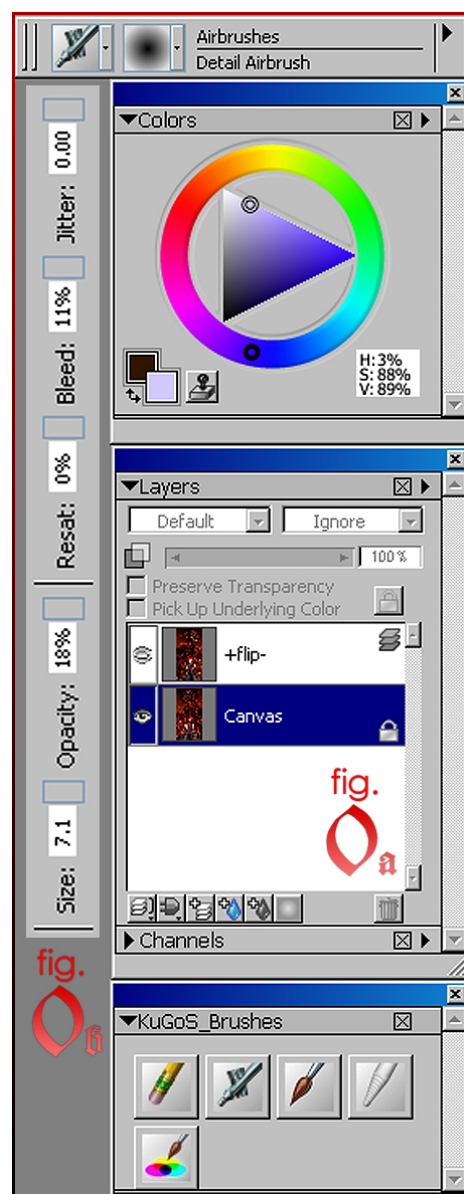 Airbrushes
Detail Airbrush
Jitter: 0.00
Bleed: 11%
Resat: 0%
Opacity: 18%
Size: 7.1
fig.
O b
Colors
H: 3%
S: 88%
V: 89%
Layers
Default
Ignore
100%
Preserve Transparency
Pick Up Underlying Color
+flip-
Canvas
fig.
O a
Channels
KuGoS_Brushes